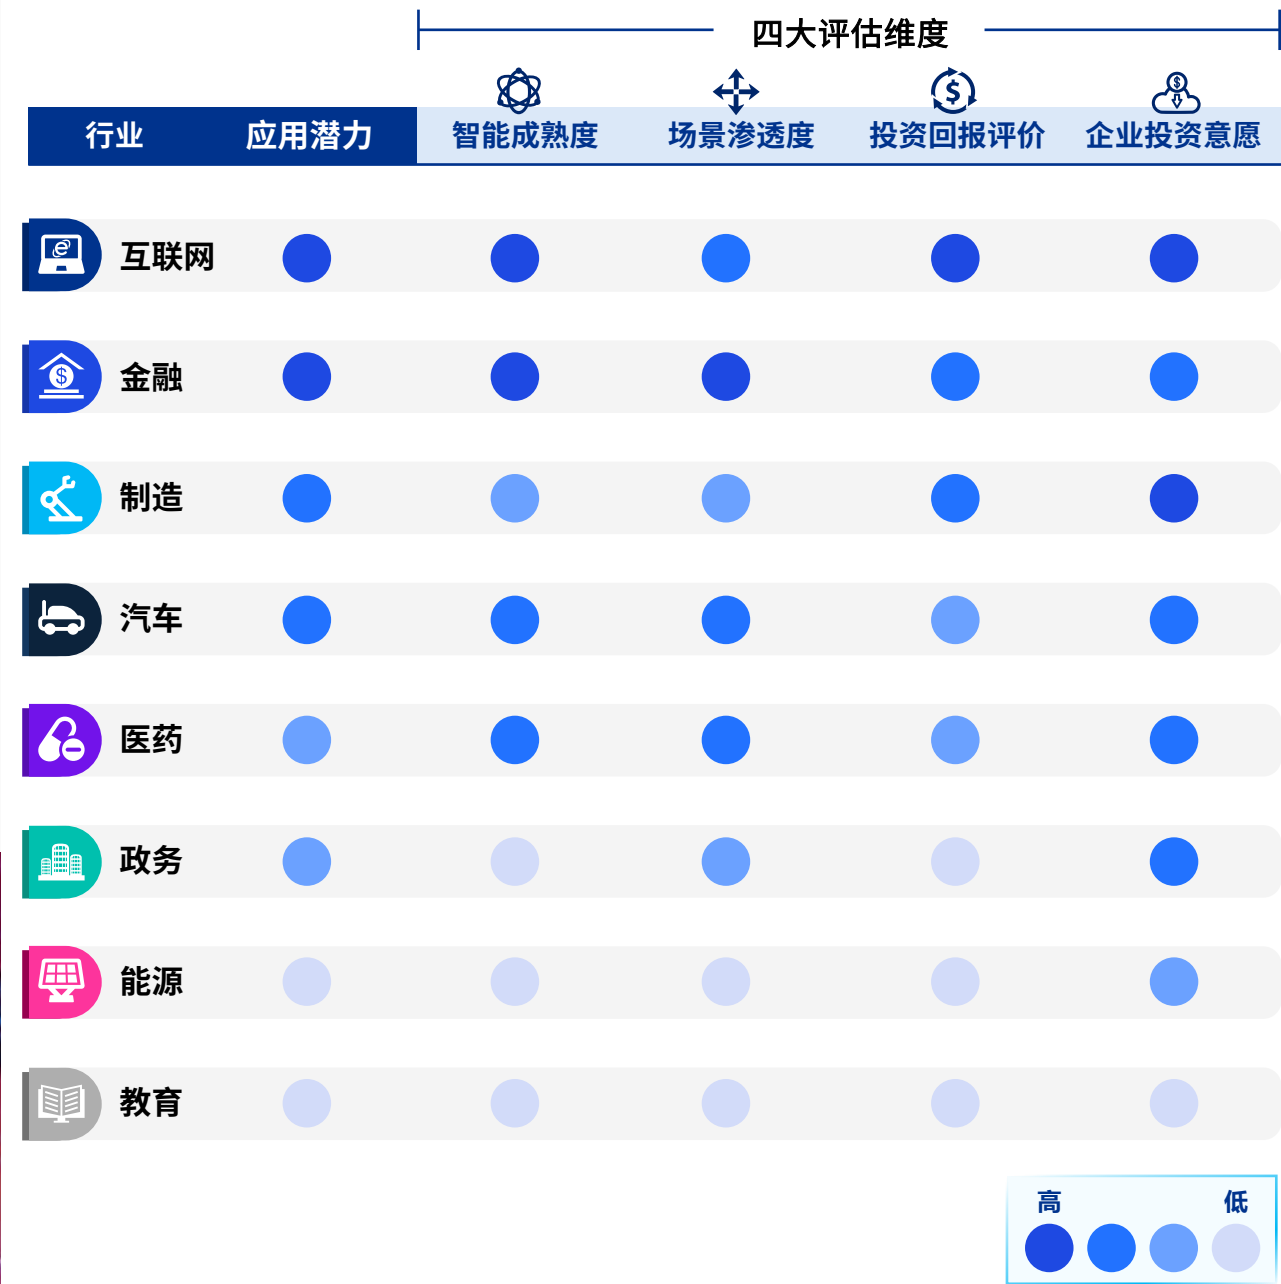 四大评估维度
行业 应用潜力 智能成熟度 场景渗透度 投资回报评价 企业投资意愿
互联网
金融
制造
汽车
医药
政务
能源
教育
高 低